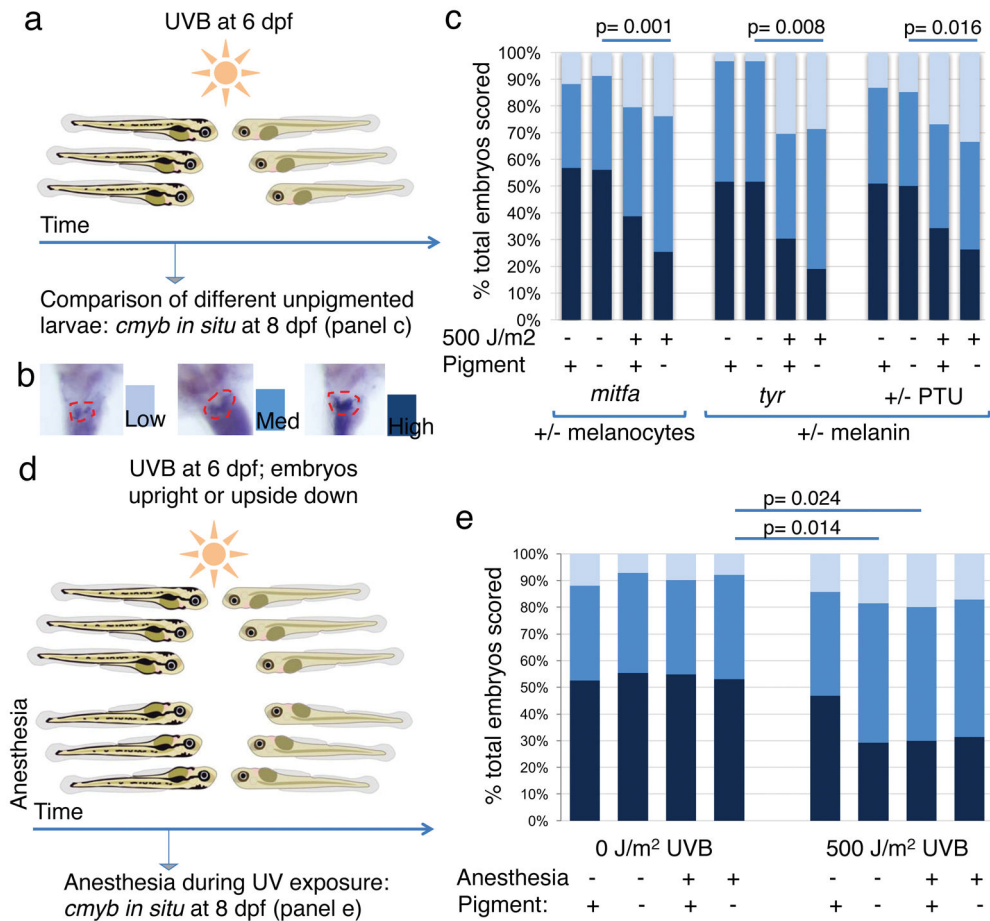 a
UVB at 6 dpf
Time
Comparison of different unpigmented
larvae: cmyb in situ at 8 dpf (panel c)
b
Low
Med
High
c
p= 0.001
p= 0.008
p= 0.016
% total embryos scored
100%
90%
80%
70%
60%
50%
40%
30%
20%
10%
0%
500 J/m2 - - + + - - + + - - + +
Pigment + - + - + - + - + - + -
mitfa tyr +/- PTU
+/- melanocytes +/- melanin
d
UVB at 6 dpf; embryos
upright or upside down
Anesthesia
Time
Anesthesia during UV exposure:
cmyb in situ at 8 dpf (panel e)
e
p= 0.024
p= 0.014
% total embryos scored
100%
90%
80%
70%
60%
50%
40%
30%
20%
10%
0%
0 J/m² UVB 500 J/m² UVB
Anesthesia - - + + - - + +
Pigment: + - + - + - + -